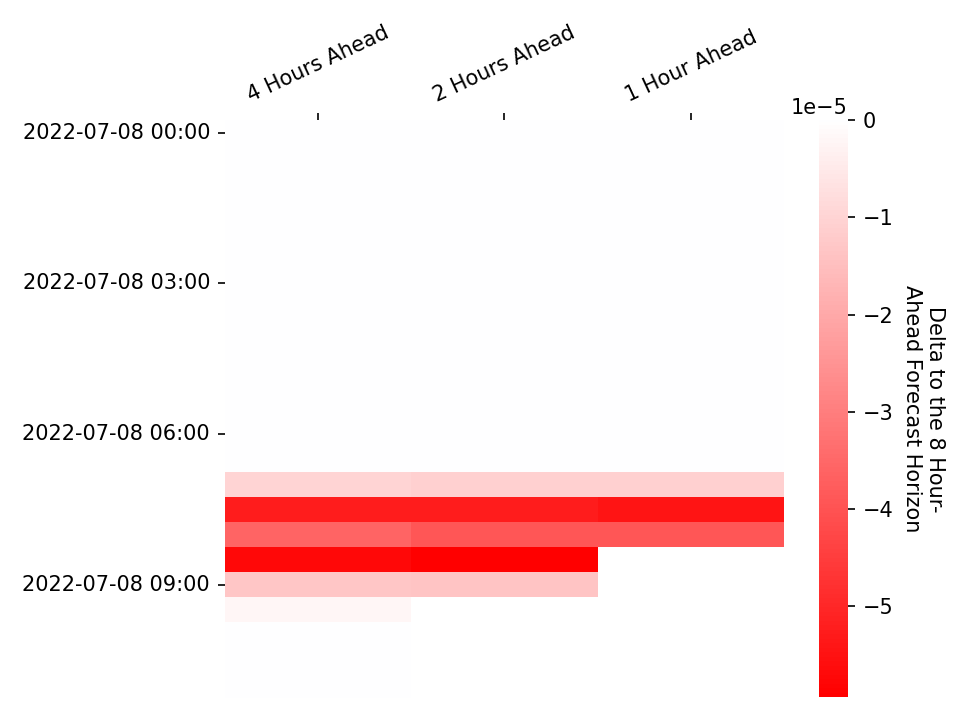 4 Hours Ahead
2 Hours Ahead
1 Hour Ahead
1e−5
2022-07-08 00:00
2022-07-08 03:00
2022-07-08 06:00
2022-07-08 09:00
0
−1
−2
−3
−4
−5
Delta to the 8 Hour-
Ahead Forecast Horizon